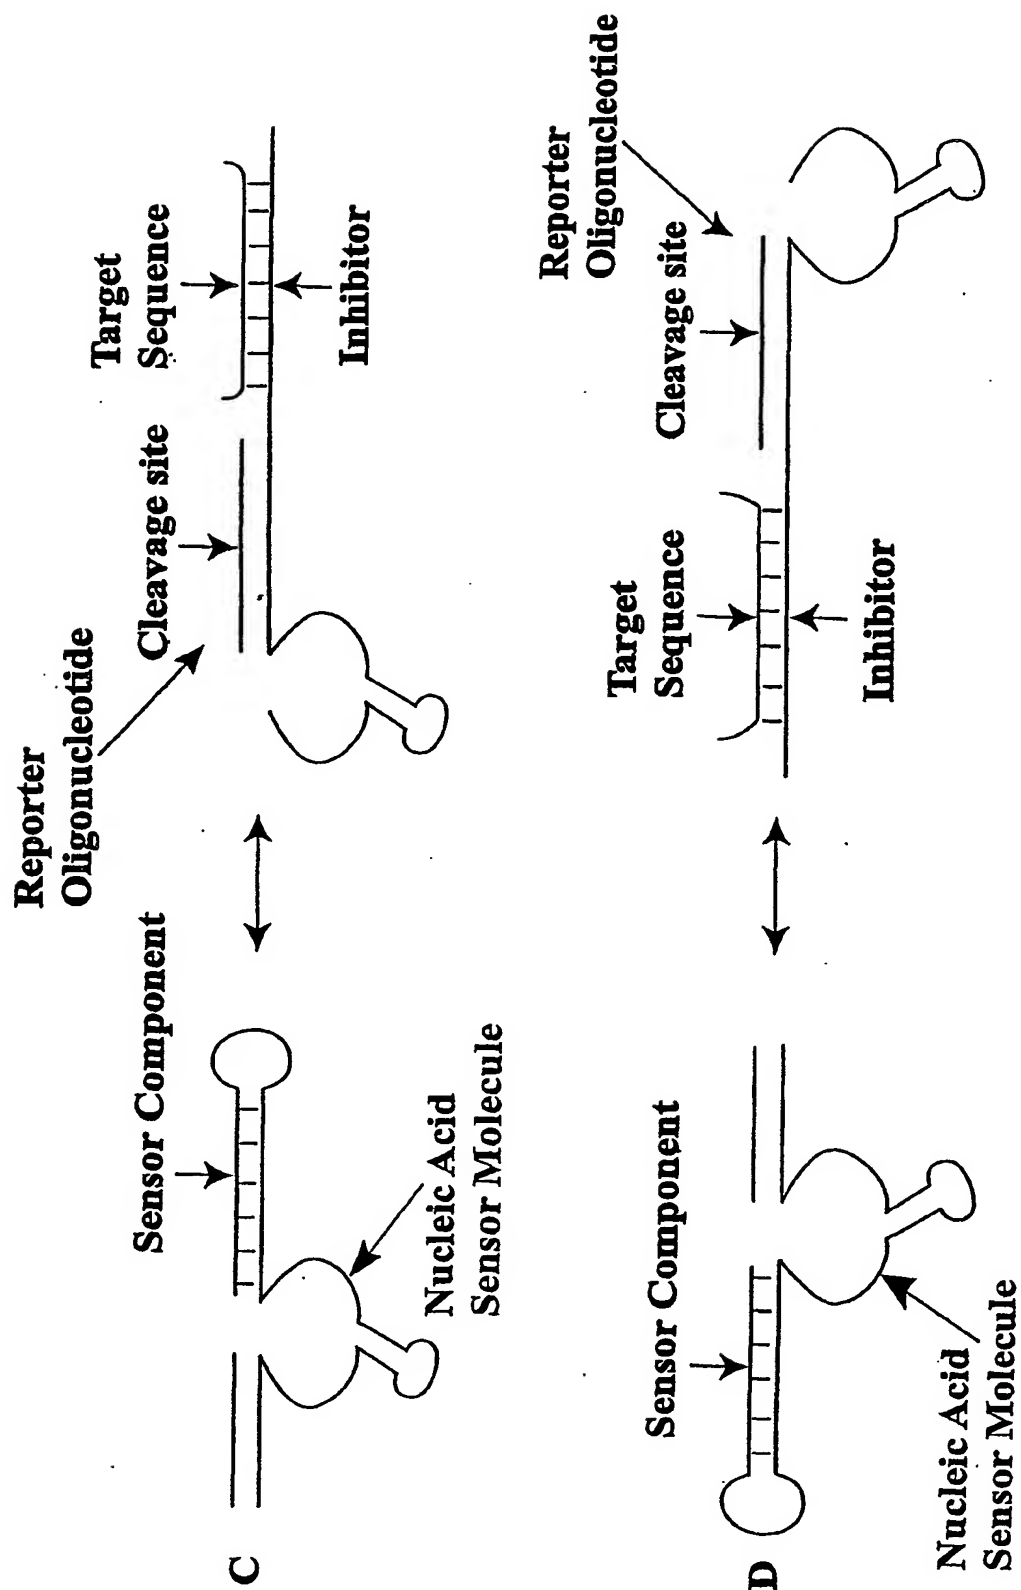 C
Sensor Component
Nucleic Acid
Sensor Molecule
Reporter
Oligonucleotide
Cleavage site
Target
Sequence
Inhibitor
D
Sensor Component
Nucleic Acid
Sensor Molecule
Target
Sequence
Inhibitor
Cleavage site
Reporter
Oligonucleotide